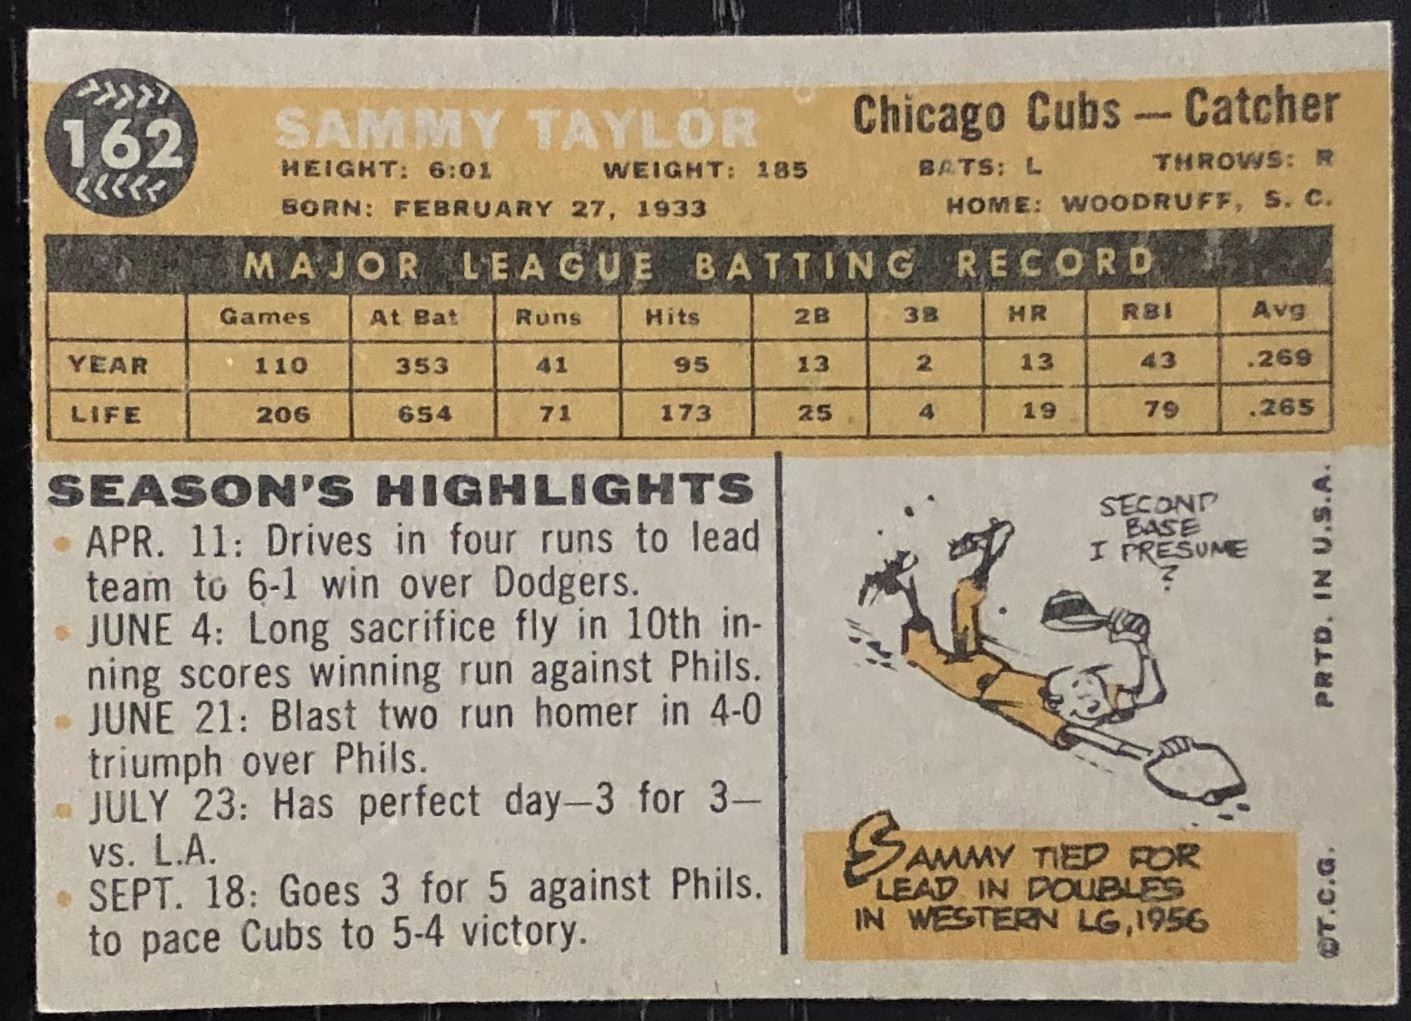 162
SAMMY TAYLOR
Chicago Cubs — Catcher
HEIGHT: 6:01 WEIGHT: 185 BATS: L THROWS: R
BORN: FEBRUARY 27, 1933 HOME: WOODRUFF, S. C.
MAJOR LEAGUE BATTING RECORD
Games At Bat Runs Hits 2B 3B HR RBI Avg
YEAR 110 353 41 95 13 2 13 43 .269
LIFE 206 654 71 173 25 4 19 79 .265
SEASON'S HIGHLIGHTS
• APR. 11: Drives in four runs to lead
team to 6-1 win over Dodgers.
• JUNE 4: Long sacrifice fly in 10th in-
ning scores winning run against Phils.
• JUNE 21: Blast two run homer in 4-0
triumph over Phils.
• JULY 23: Has perfect day—3 for 3—
vs. L.A.
• SEPT. 18: Goes 3 for 5 against Phils.
to pace Cubs to 5-4 victory.
SECOND
BASE
I PRESUME
?
SAMMY TIED FOR
LEAD IN DOUBLES
IN WESTERN LG, 1956
©T.C.G. PRTD. IN U.S.A.